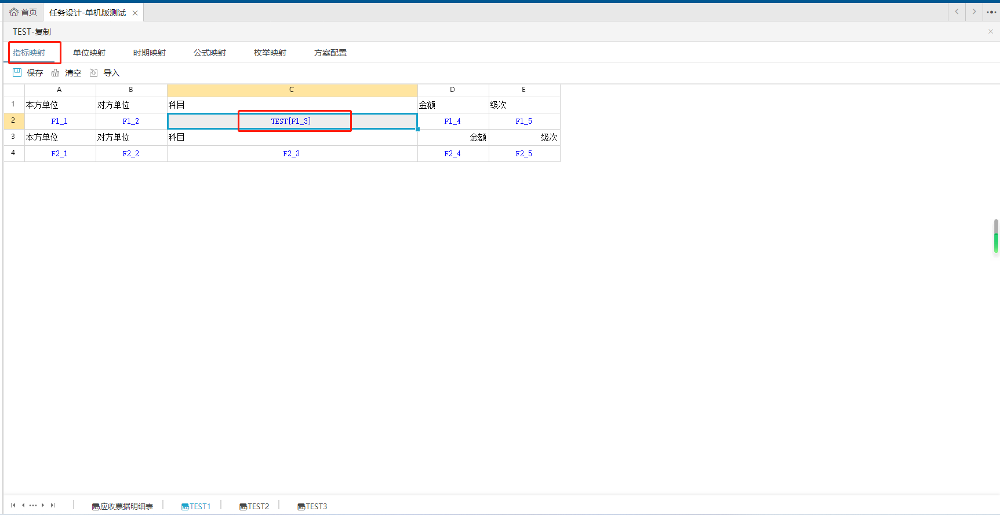 首页 任务设计-单机版测试
TEST-复制
指标映射 单位映射 时期映射 公式映射 枚举映射 方案配置
保存 清空 导入
A B C D E
1 本方单位 对方单位 科目 金额 级次
2 F1_1 F1_2 TEST[F1_3] F1_4 F1_5
3 本方单位 对方单位 科目 金额 级次
4 F2_1 F2_2 F2_3 F2_4 F2_5
应收票据明细表 TEST1 TEST2 TEST3